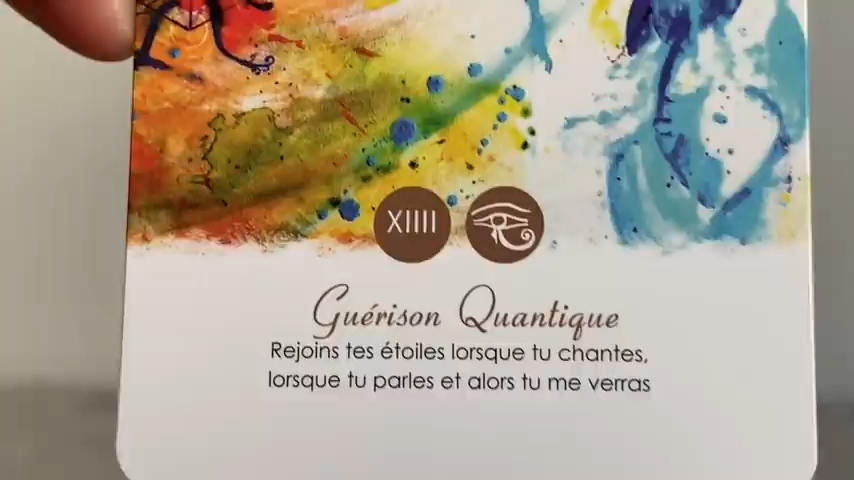 XIIII
Guérison Quantique
Rejoins tes étoiles lorsque tu chantes,
lorsque tu parles et alors tu me verras